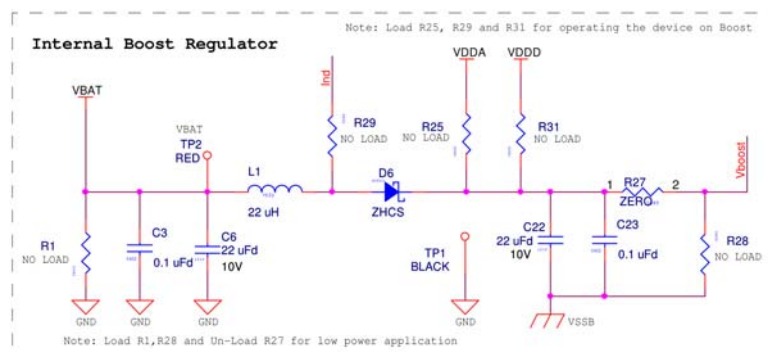 Note: Load R25, R29 and R31 for operating the device on Boost
Internal Boost Regulator
VDDA
VDDD
Ind
VBAT
R29
NO LOAD
R25
NO LOAD
R31
NO LOAD
VBAT
TP2
RED
L1
22 uH
D6
ZHCS
1
R27
ZERO
2
Vboost
R1
NO LOAD
C3
0.1 uFd
C6
22 uFd
10V
TP1
BLACK
C22
22 uFd
10V
C23
0.1 uFd
R28
NO LOAD
GND
GND
GND
GND
VSSB
Note: Load R1,R28 and Un-Load R27 for low power application